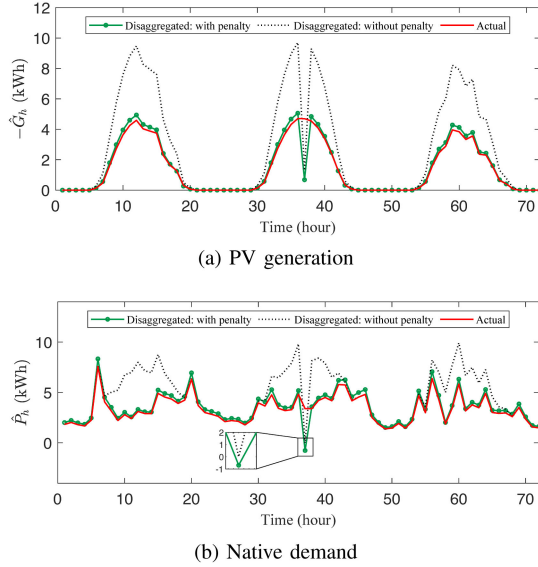 12
Disaggregated: with penalty Disaggregated: without penalty Actual
10
8
6
4
2
0
−Ĝh (kWh)
0 10 20 30 40 50 60 70
Time (hour)
(a) PV generation
Disaggregated: with penalty Disaggregated: without penalty Actual
10
5
0
P̂h (kWh)
2
1
0
-1
0 10 20 30 40 50 60 70
Time (hour)
(b) Native demand